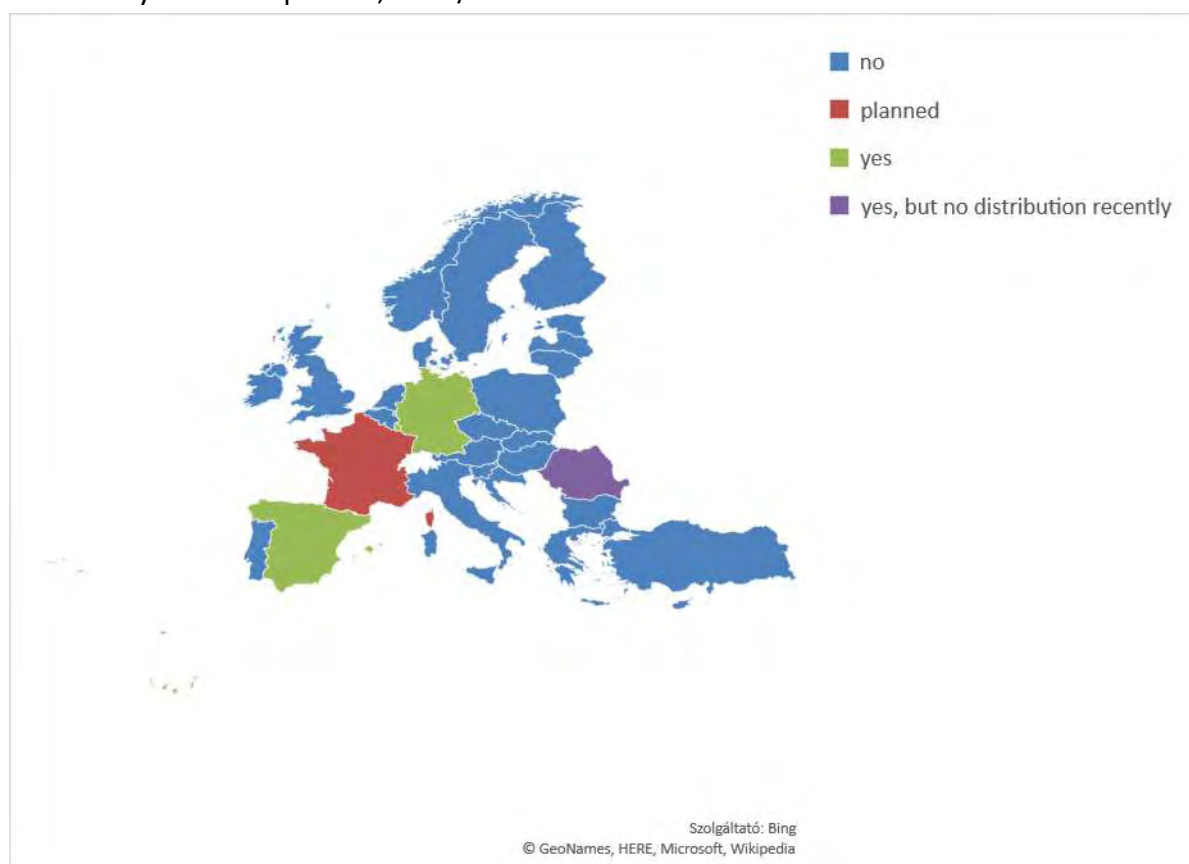 no
planned
yes
yes, but no distribution recently
Szolgáltató: Bing
© GeoNames, HERE, Microsoft, Wikipedia